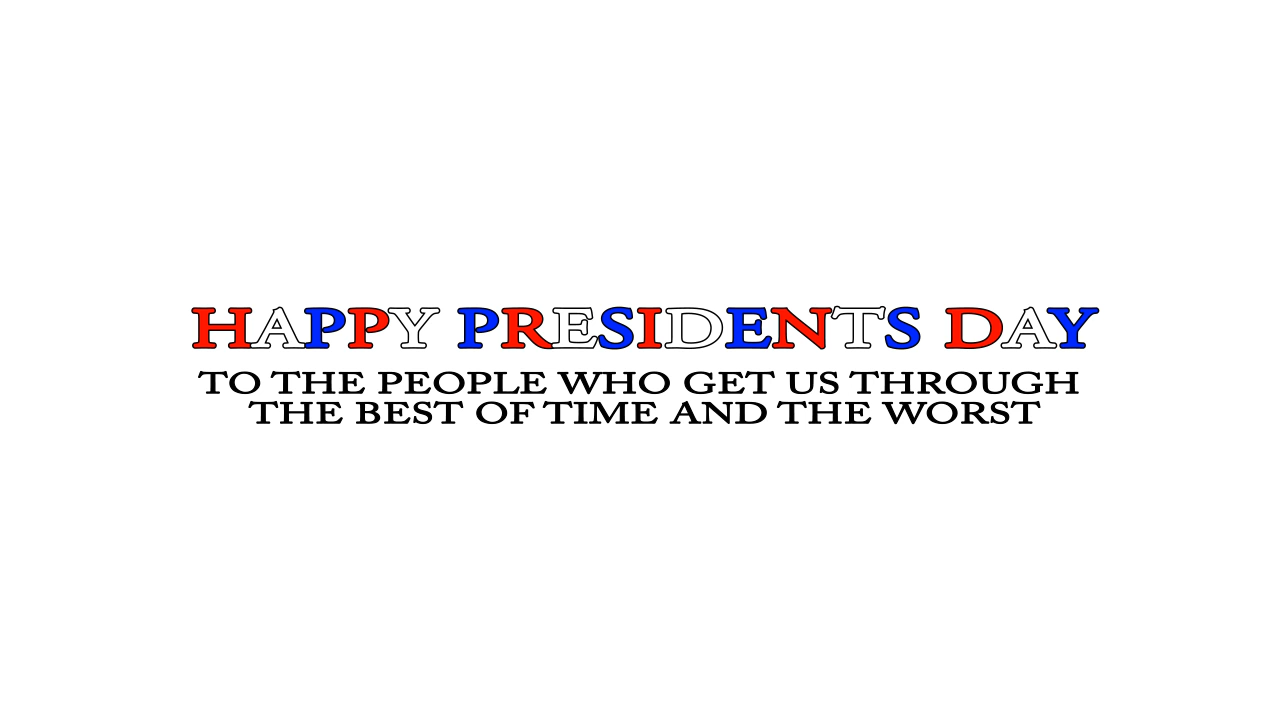 HAPPY PRESIDENTS DAY
TO THE PEOPLE WHO GET US THROUGH
THE BEST OF TIME AND THE WORST